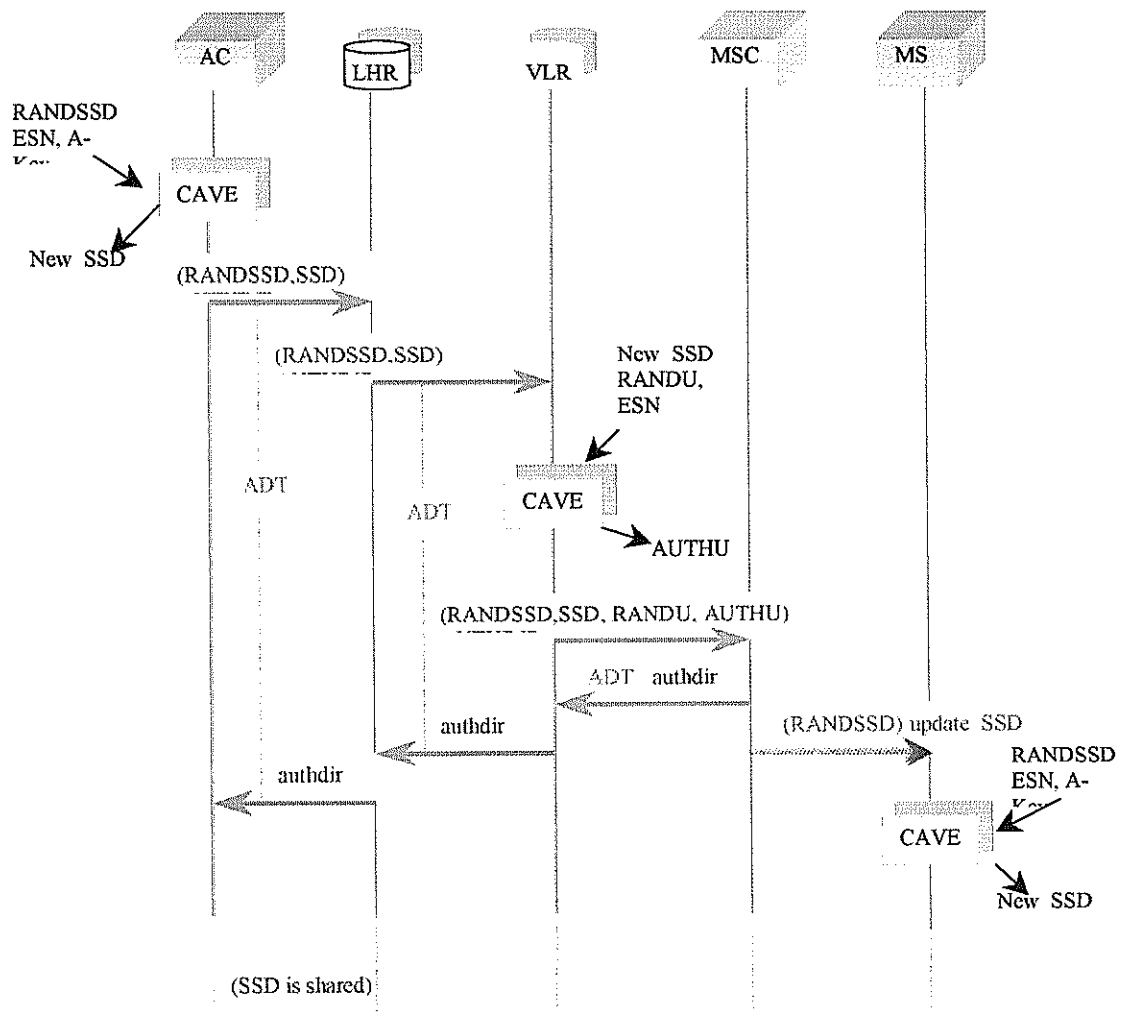 AC
LHR
VLR
MSC
MS
RANDSSD
ESN, A-
CAVE
New SSD
(RANDSSD,SSD)
(RANDSSD,SSD)
New SSD
RANDU,
ESN
ADT
ADT
CAVE
AUTHU
(RANDSSD,SSD, RANDU, AUTHU)
ADT authdir
authdir
(RANDSSD) update SSD
authdir
RANDSSD
ESN, A-
CAVE
New SSD
(SSD is shared)